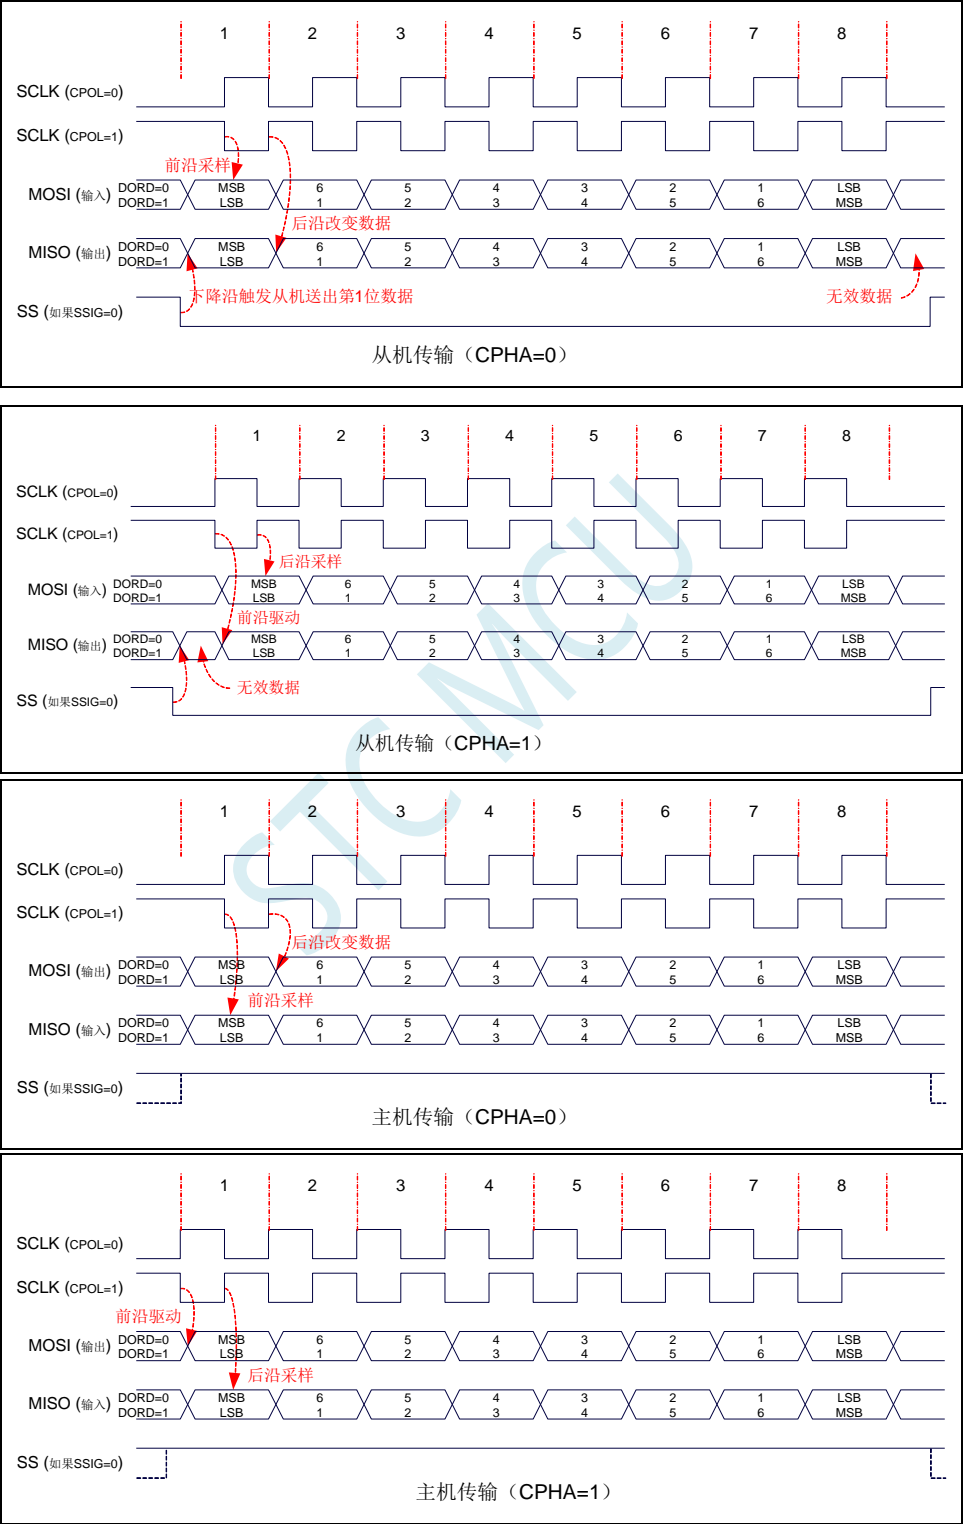 1 2 3 4 5 6 7 8
SCLK (CPOL=0)
SCLK (CPOL=1)
前沿采样
MOSI (输入) DORD=0 MSB 6 5 4 3 2 1 LSB
DORD=1 LSB 1 2 3 4 5 6 MSB
后沿改变数据
MISO (输出) DORD=0 MSB 6 5 4 3 2 1 LSB
DORD=1 LSB 1 2 3 4 5 6 MSB
下降沿触发从机送出第1位数据 无效数据
SS (如果SSIG=0)
从机传输（CPHA=0）
1 2 3 4 5 6 7 8
SCLK (CPOL=0)
SCLK (CPOL=1)
后沿采样
MOSI (输入) DORD=0 MSB 6 5 4 3 2 1 LSB
DORD=1 LSB 1 2 3 4 5 6 MSB
前沿驱动
MISO (输出) DORD=0 MSB 6 5 4 3 2 1 LSB
DORD=1 LSB 1 2 3 4 5 6 MSB
无效数据
SS (如果SSIG=0)
从机传输（CPHA=1）
STC MCU
1 2 3 4 5 6 7 8
SCLK (CPOL=0)
SCLK (CPOL=1)
后沿改变数据
MOSI (输出) DORD=0 MSB 6 5 4 3 2 1 LSB
DORD=1 LSB 1 2 3 4 5 6 MSB
前沿采样
MISO (输入) DORD=0 MSB 6 5 4 3 2 1 LSB
DORD=1 LSB 1 2 3 4 5 6 MSB
SS (如果SSIG=0)
主机传输（CPHA=0）
1 2 3 4 5 6 7 8
SCLK (CPOL=0)
SCLK (CPOL=1)
前沿驱动
MOSI (输出) DORD=0 MSB 6 5 4 3 2 1 LSB
DORD=1 LSB 1 2 3 4 5 6 MSB
后沿采样
MISO (输入) DORD=0 MSB 6 5 4 3 2 1 LSB
DORD=1 LSB 1 2 3 4 5 6 MSB
SS (如果SSIG=0)
主机传输（CPHA=1）